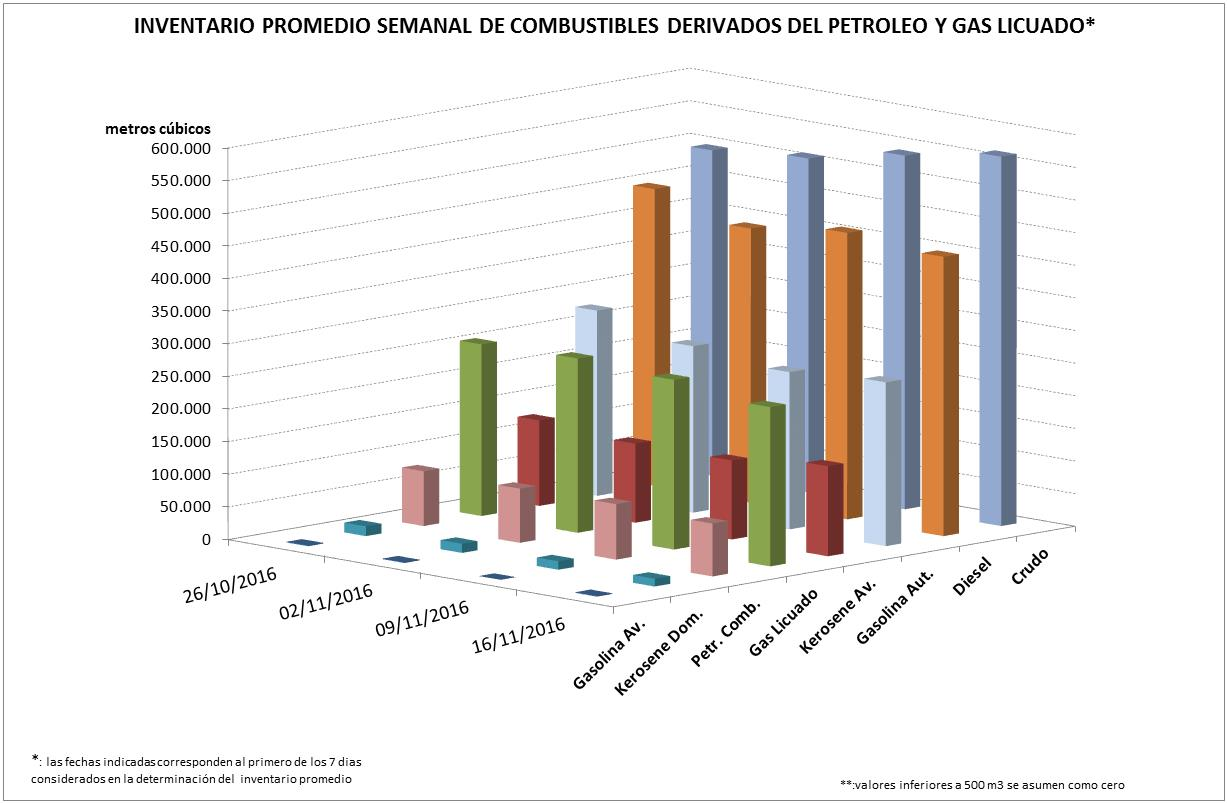 INVENTARIO PROMEDIO SEMANAL DE COMBUSTIBLES DERIVADOS DEL PETROLEO Y GAS LICUADO*
metros cúbicos
600.000
550.000
500.000
450.000
400.000
350.000
300.000
250.000
200.000
150.000
100.000
50.000
0
26/10/2016
02/11/2016
09/11/2016
16/11/2016
Gasolina Av.
Kerosene Dom.
Petr. Comb.
Gas Licuado
Kerosene Av.
Gasolina Aut.
Diesel
Crudo
*: las fechas indicadas corresponden al primero de los 7 dias
considerados en la determinación del inventario promedio
**:valores inferiores a 500 m3 se asumen como cero